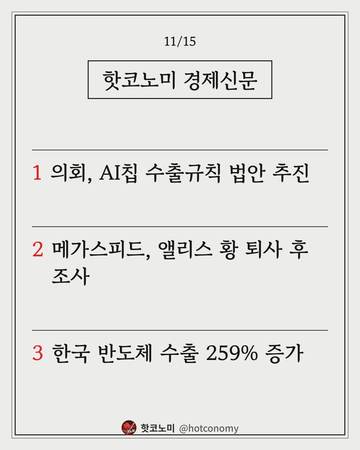 11/15
핫코노미 경제신문
1 의회, AI칩 수출규칙 법안 추진
2 메가스피드, 앨리스 황 퇴사 후
조사
3 한국 반도체 수출 259% 증가
핫코노미 @hotconomy